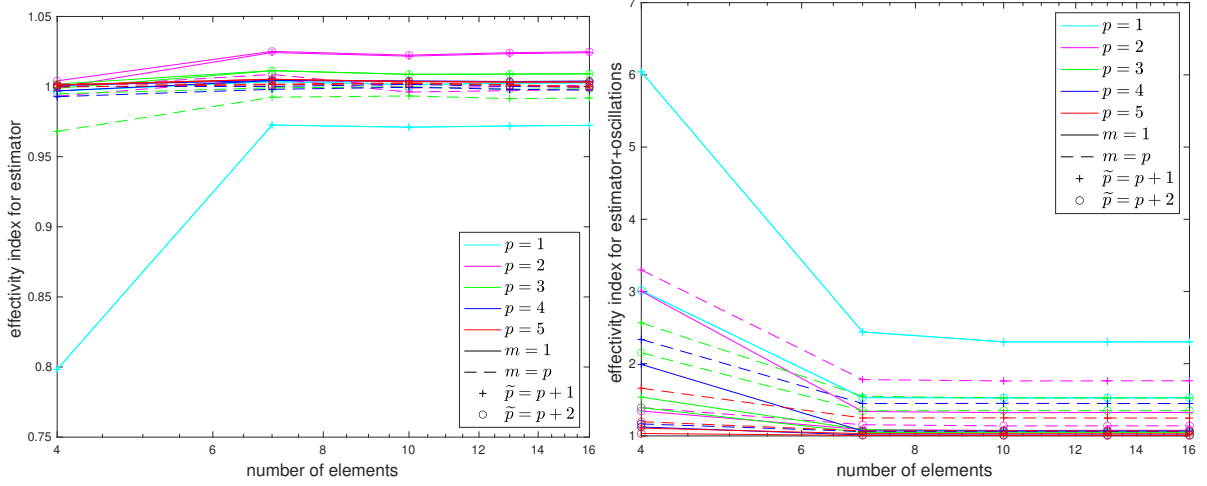 1.05
1
0.95
0.9
0.85
0.8
0.75
effectivity index for estimator
4
6
8
10
12
14
16
number of elements
p = 1
p = 2
p = 3
p = 4
p = 5
m = 1
m = p
p̃ = p + 1
p̃ = p + 2
7
6
5
4
3
2
1
effectivity index for estimator+oscillations
4
6
8
10
12
14
16
number of elements
p = 1
p = 2
p = 3
p = 4
p = 5
m = 1
m = p
p̃ = p + 1
p̃ = p + 2